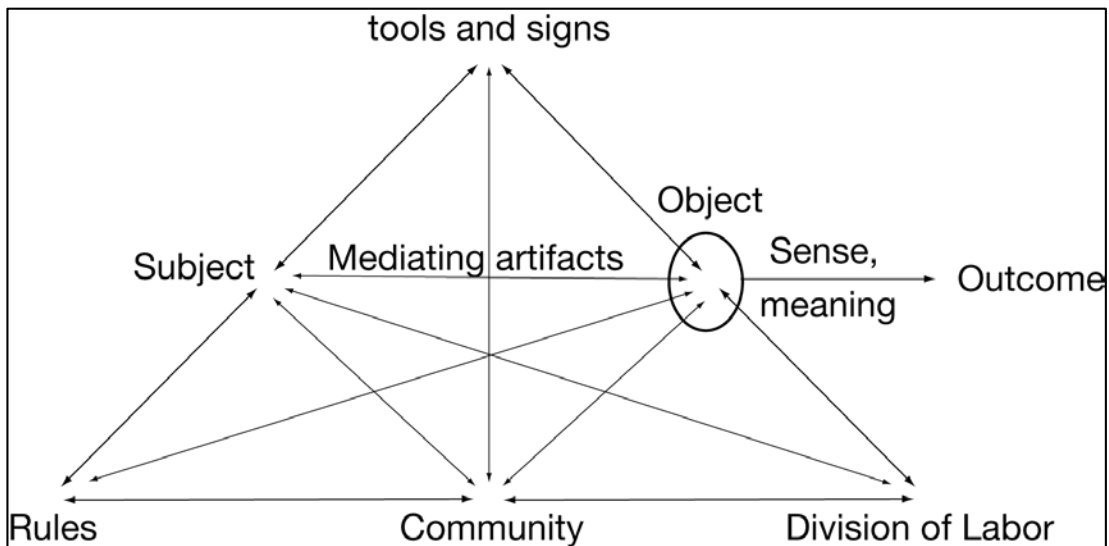 tools and signs
Object
Subject
Mediating artifacts
Sense,
meaning
Outcome
Rules
Community
Division of Labor